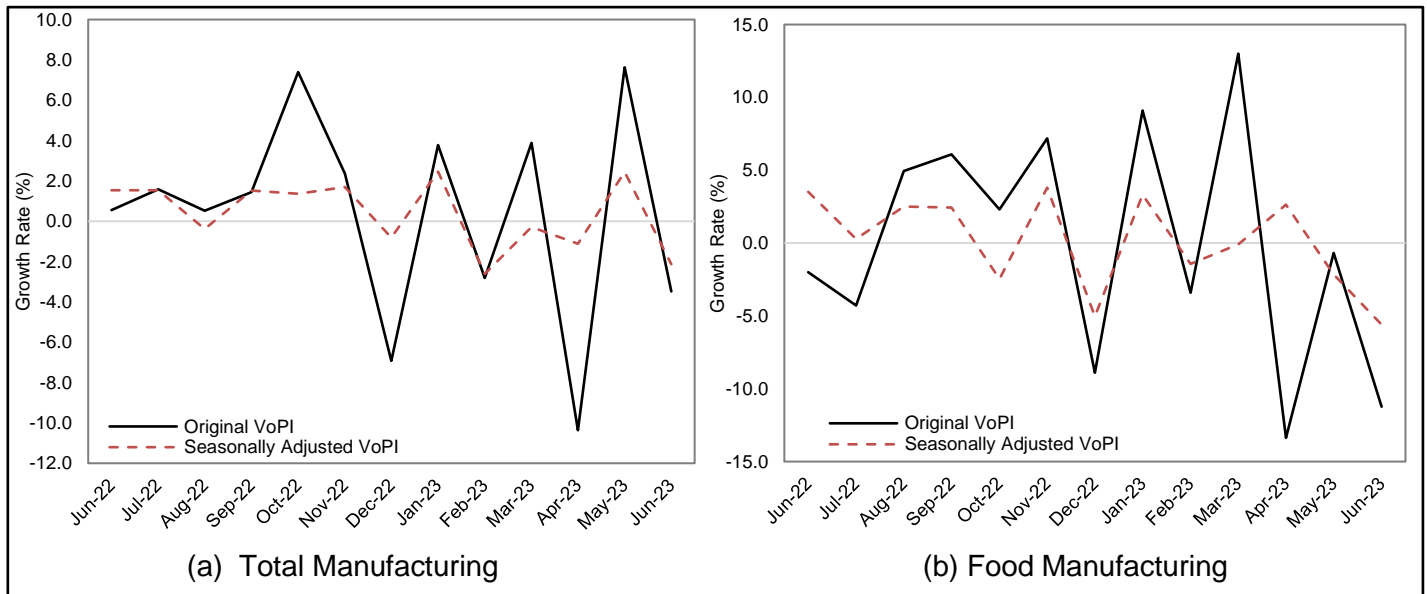 Growth Rate (%)
10.0
8.0
6.0
4.0
2.0
0.0
-2.0
-4.0
-6.0
-8.0
-10.0
-12.0
Original VoPI
Seasonally Adjusted VoPI
Jun-22
Jul-22
Aug-22
Sep-22
Oct-22
Nov-22
Dec-22
Jan-23
Feb-23
Mar-23
Apr-23
May-23
Jun-23
(a) Total Manufacturing
Growth Rate (%)
15.0
10.0
5.0
0.0
-5.0
-10.0
-15.0
Original VoPI
Seasonally Adjusted VoPI
Jun-22
Jul-22
Aug-22
Sep-22
Oct-22
Nov-22
Dec-22
Jan-23
Feb-23
Mar-23
Apr-23
May-23
Jun-23
(b) Food Manufacturing